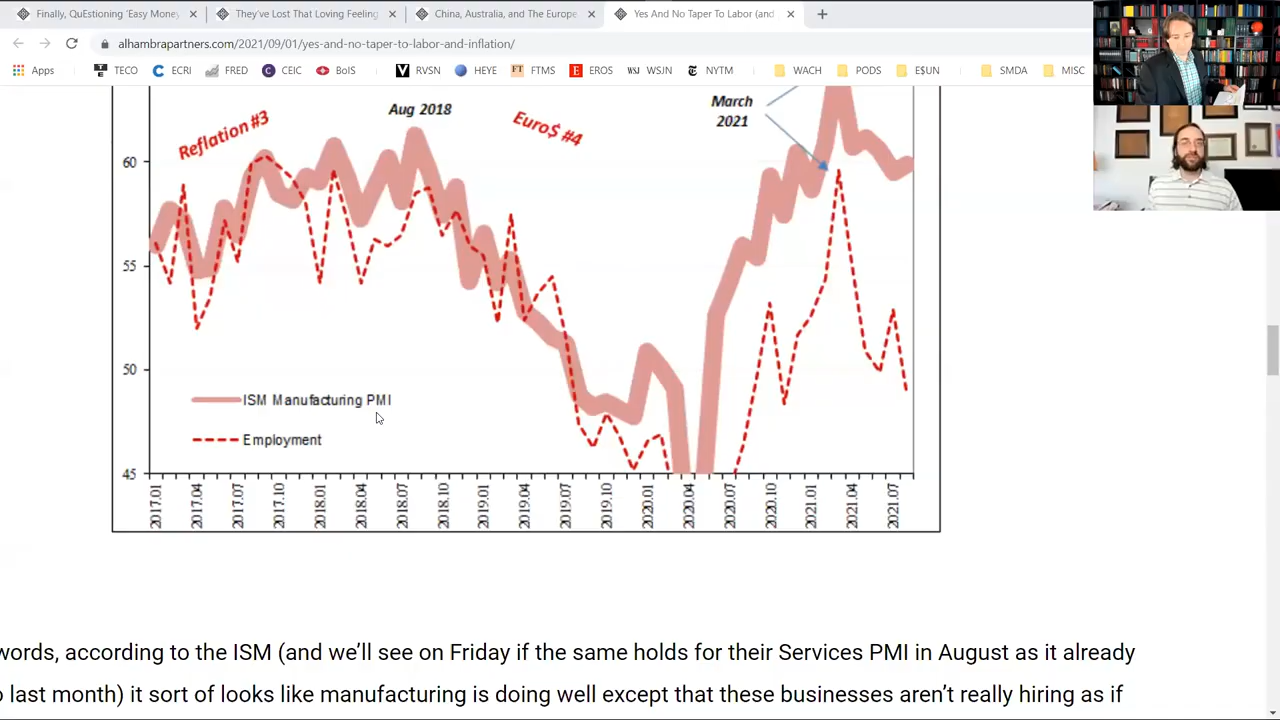 Finally, QuEstioning 'Easy Money
They've Lost That Loving Feeling
China, Australia, and The Europe
Yes And No Taper To Labor (and
alhambrapartners.com/2021/09/01/yes-and-no-taper-to-labor-and-inflation/
Apps TECO ECRI FRED CEIC BoIS RVSN HEYE FTMS EROS WSJN NYTM WACH PODS E$UN SMDA MISC
Reflation #3
Aug 2018
Euro$ #4
March
2021
60
55
50
45
ISM Manufacturing PMI
Employment
2017.01 2017.04 2017.07 2017.10 2018.01 2018.04 2018.07 2018.10 2019.01 2019.04 2019.07 2019.10 2020.01 2020.04 2020.07 2020.10 2021.01 2021.04 2021.07
words, according to the ISM (and we'll see on Friday if the same holds for their Services PMI in August as it already
last month) it sort of looks like manufacturing is doing well except that these businesses aren't really hiring as if